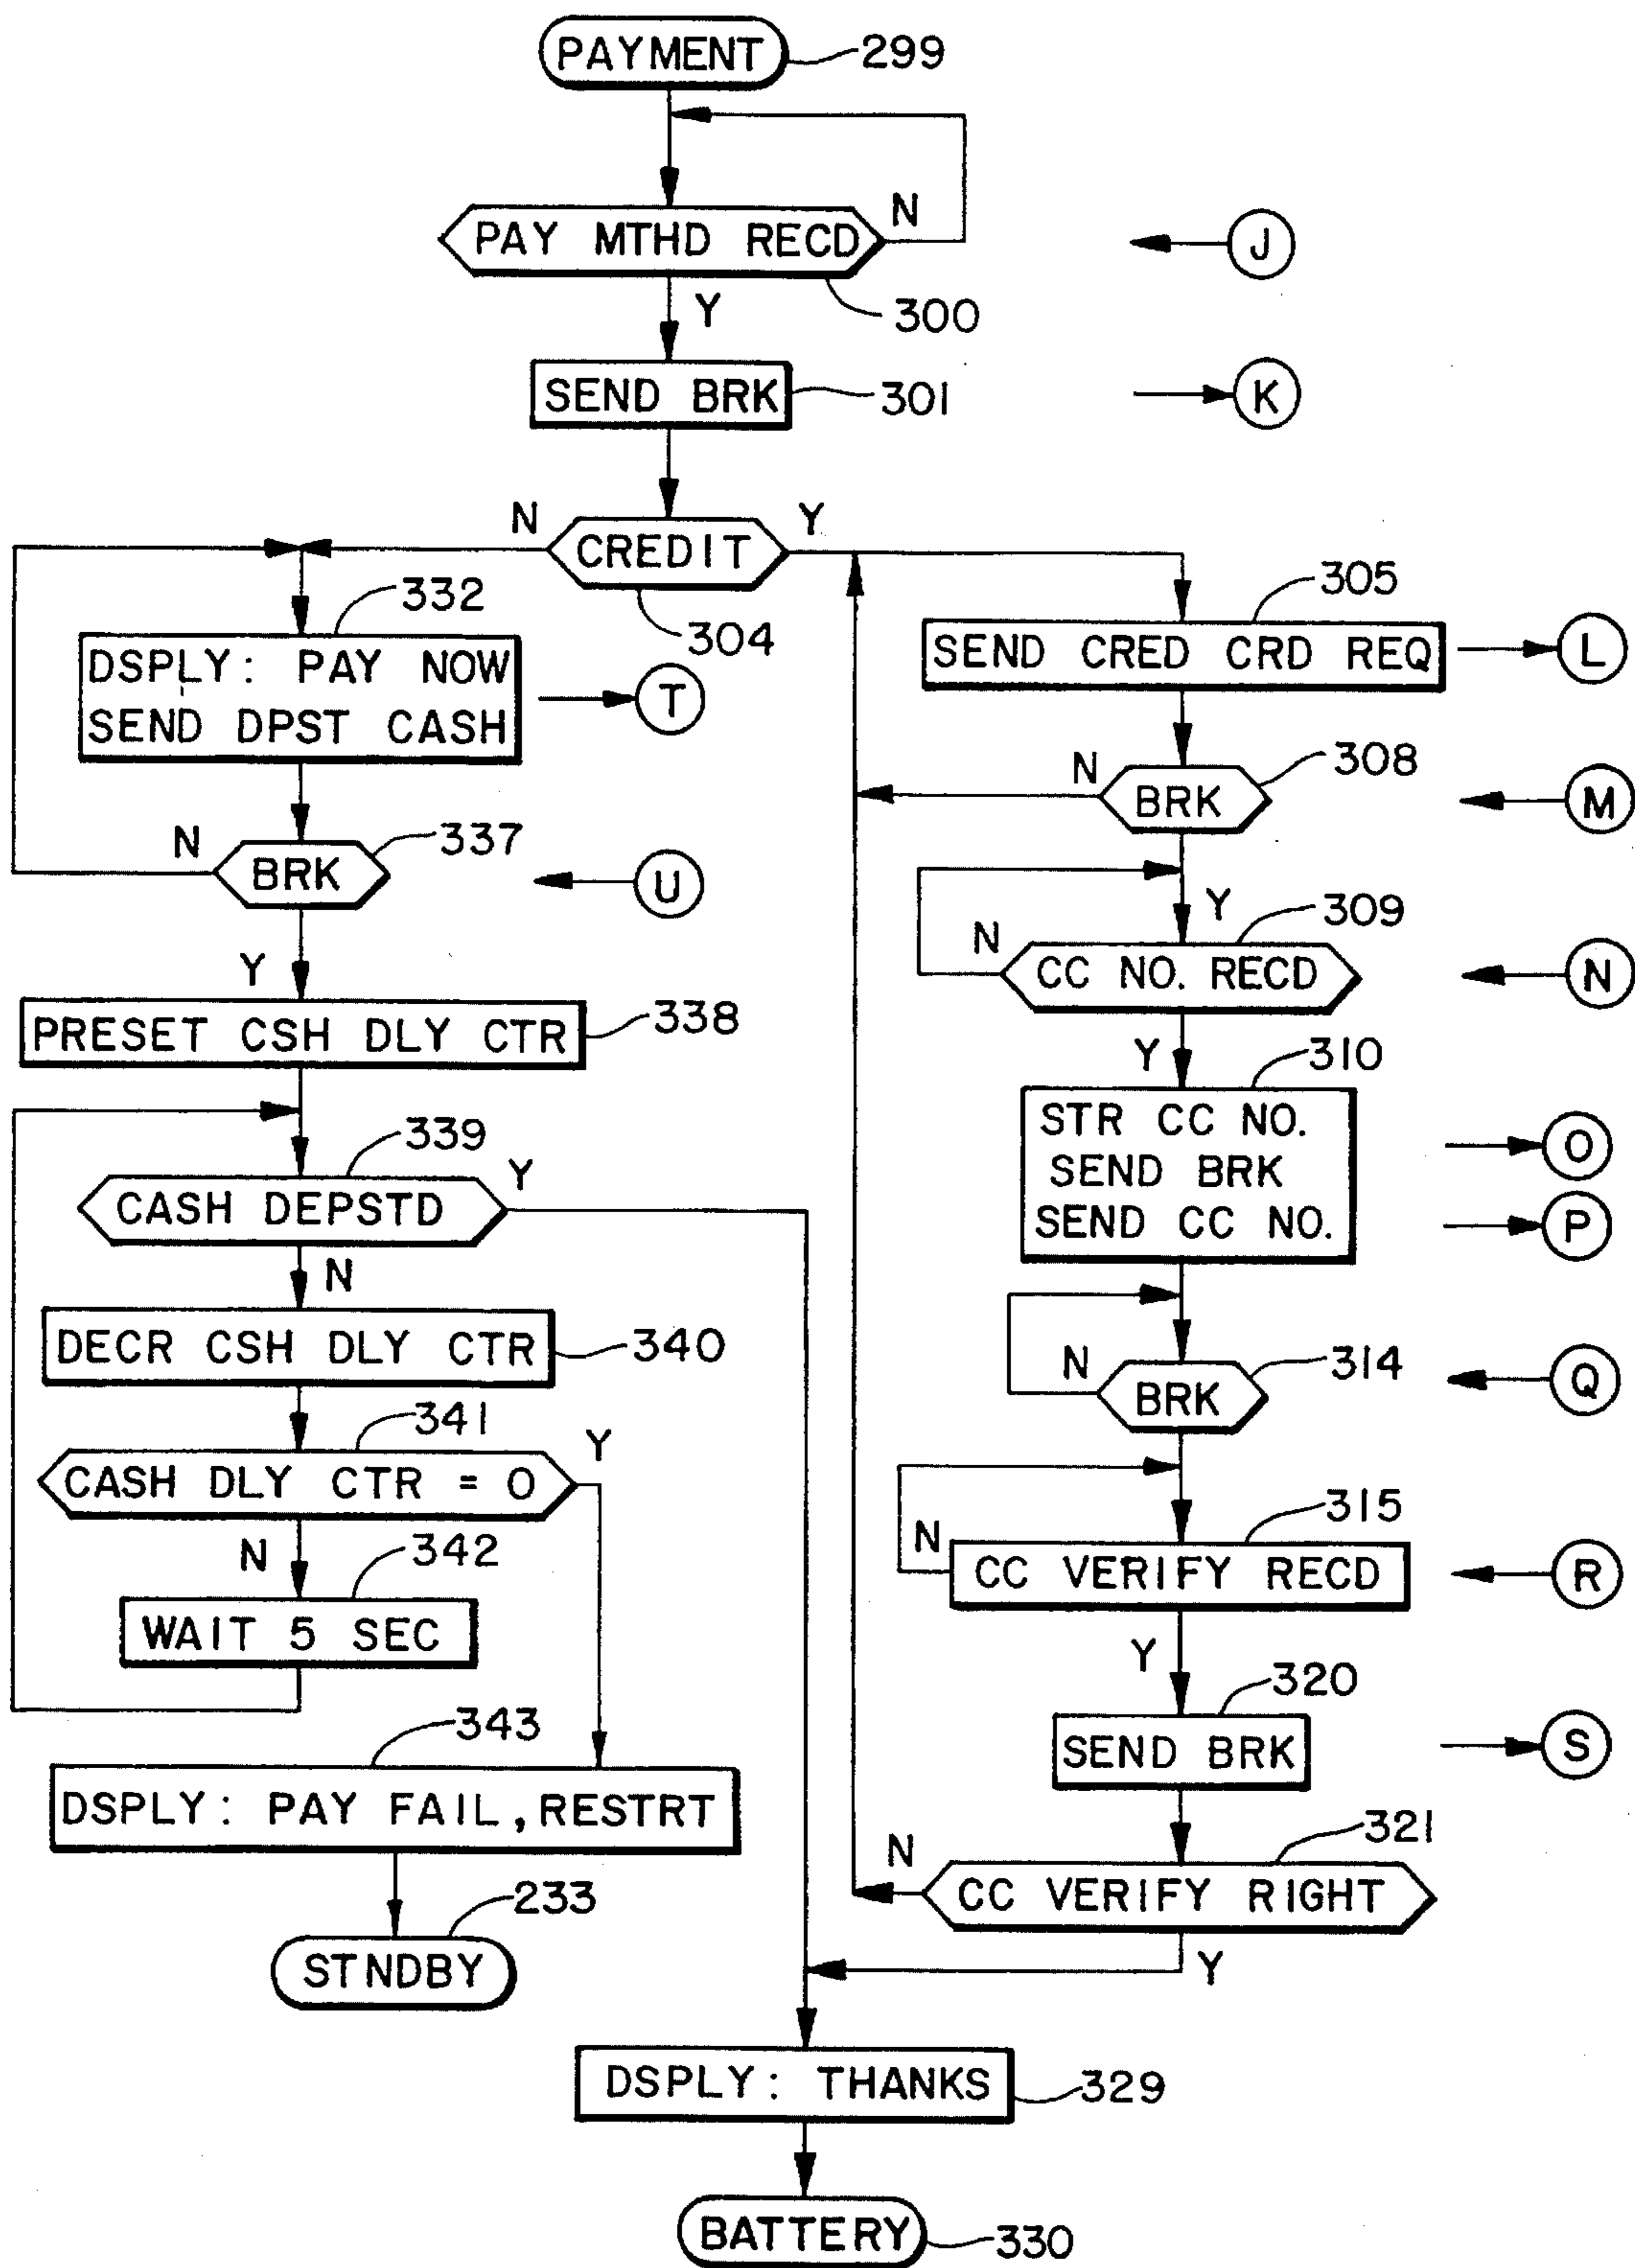 PAYMENT 299
PAY MTHD RECD N J
300
Y
SEND BRK 301 K
N CREDIT Y
304
332
DSPLY: PAY NOW
SEND DPST CASH
T
305
SEND CRED CRD REQ L
N BRK 337
U
Y
308
N BRK M
Y
309
N CC NO. RECD N
Y
PRESET CSH DLY CTR 338
310
STR CC NO. O
SEND BRK
SEND CC NO. P
339
CASH DEPSTD Y
N
DECR CSH DLY CTR 340
314
N BRK Q
341
CASH DLY CTR = 0 Y
N
315
N CC VERIFY RECD R
Y
342
WAIT 5 SEC
320
SEND BRK S
343
DSPLY: PAY FAIL, RESTRT
321
N CC VERIFY RIGHT
Y
233
STNDBY
DSPLY: THANKS 329
BATTERY 330